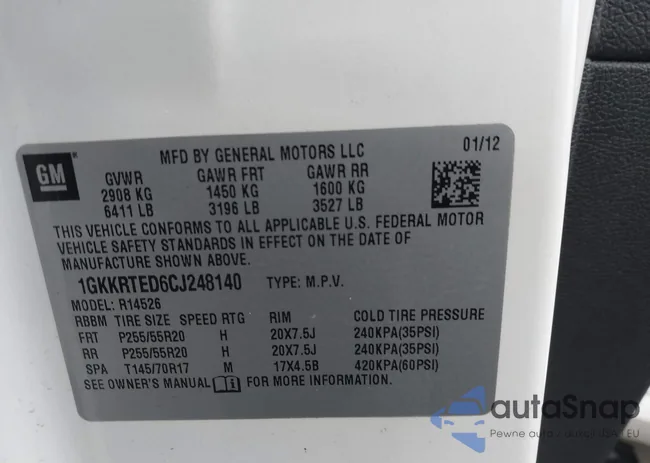 GM
MFD BY GENERAL MOTORS LLC 01/12
GVWR GAWR FRT GAWR RR
2908 KG 1450 KG 1600 KG
6411 LB 3196 LB 3527 LB
THIS VEHICLE CONFORMS TO ALL APPLICABLE U.S. FEDERAL MOTOR
VEHICLE SAFETY STANDARDS IN EFFECT ON THE DATE OF
MANUFACTURE SHOWN ABOVE.
1GKKRTED6CJ248140 TYPE: M.P.V.
MODEL: R14526
RBBM TIRE SIZE SPEED RTG RIM COLD TIRE PRESSURE
FRT P255/55R20 H 20X7.5J 240KPA(35PSI)
RR P255/55R20 H 20X7.5J 240KPA(35PSI)
SPA T145/70R17 M 17X4.5B 420KPA(60PSI)
SEE OWNER'S MANUAL FOR MORE INFORMATION.
autaSnap
Pewne auta z autaSnap.EU